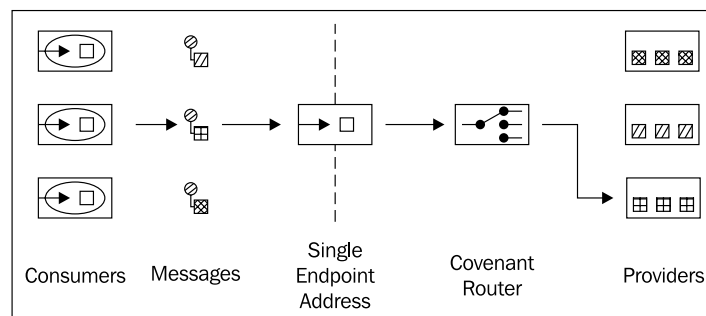 Consumers
Messages
Single
Endpoint
Address
Covenant
Router
Providers